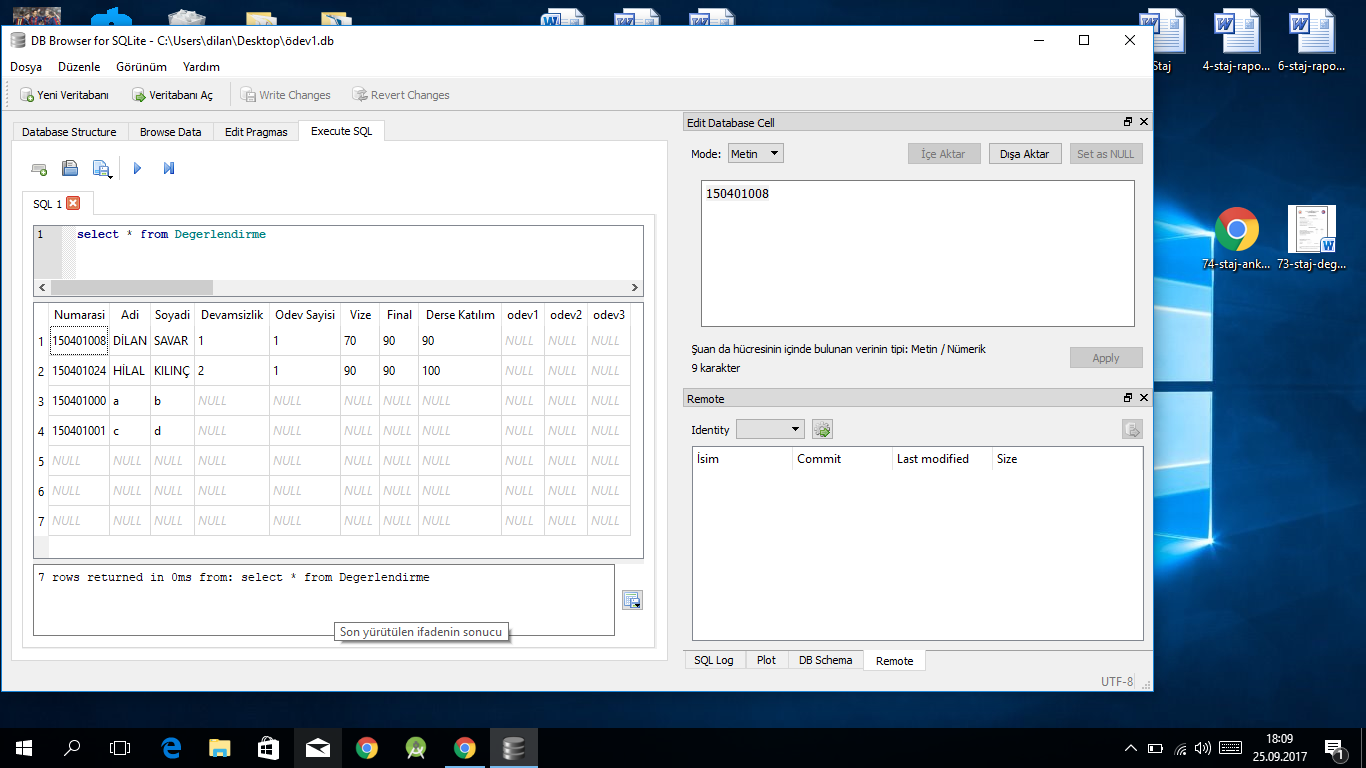 DB Browser for SQLite - C:\Users\dilan\Desktop\ödev1.db
Dosya Düzenle Görünüm Yardım
Yeni Veritabanı Veritabanı Aç Write Changes Revert Changes
Database Structure Browse Data Edit Pragmas Execute SQL
SQL 1
1 select * from Degerlendirme
Numarasi Adi Soyadi Devamsizlik Odev Sayisi Vize Final Derse Katılım odev1 odev2 odev3
1 150401008 DİLAN SAVAR 1 1 70 90 90 NULL NULL NULL
2 150401024 HİLAL KILINÇ 2 1 90 90 100 NULL NULL NULL
3 150401000 a b NULL NULL NULL NULL NULL NULL NULL NULL
4 150401001 c d NULL NULL NULL NULL NULL NULL NULL NULL
5 NULL NULL NULL NULL NULL NULL NULL NULL NULL NULL NULL
6 NULL NULL NULL NULL NULL NULL NULL NULL NULL NULL NULL
7 NULL NULL NULL NULL NULL NULL NULL NULL NULL NULL NULL
7 rows returned in 0ms from: select * from Degerlendirme
Son yürütülen ifadenin sonucu
Edit Database Cell
Mode: Metin İçe Aktar Dışa Aktar Set as NULL
150401008
Şuan da hücresinin içinde bulunan verinin tipi: Metin / Nümerik
9 karakter
Apply
Remote
Identity
İsim Commit Last modified Size
SQL Log Plot DB Schema Remote
UTF-8
Staj 4-staj-rapo... 6-staj-rapo...
74-staj-ank... 73-staj-deg...
18:09
25.09.2017
1